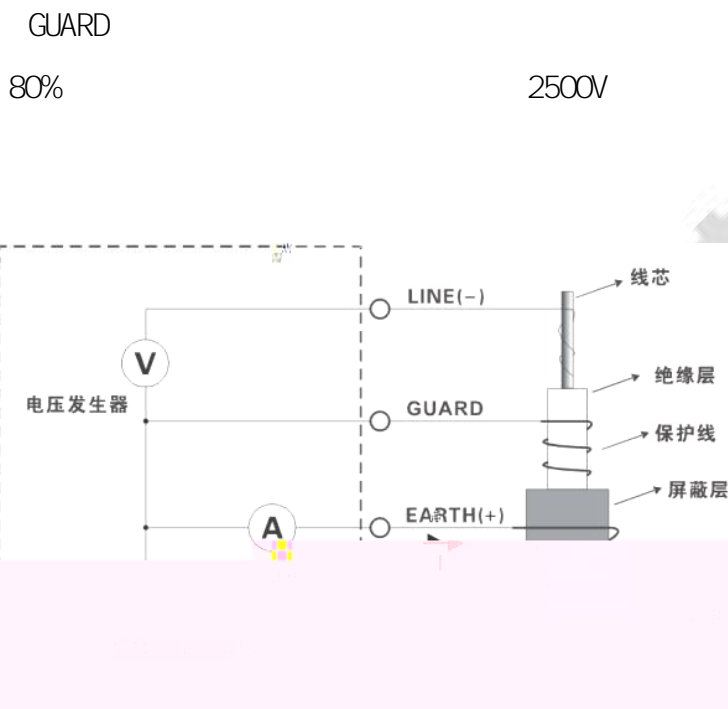 GUARD
80% 2500V
线芯
LINE(-)
V
绝缘层
电压发生器
GUARD
保护线
屏蔽层
A
EARTH(+)